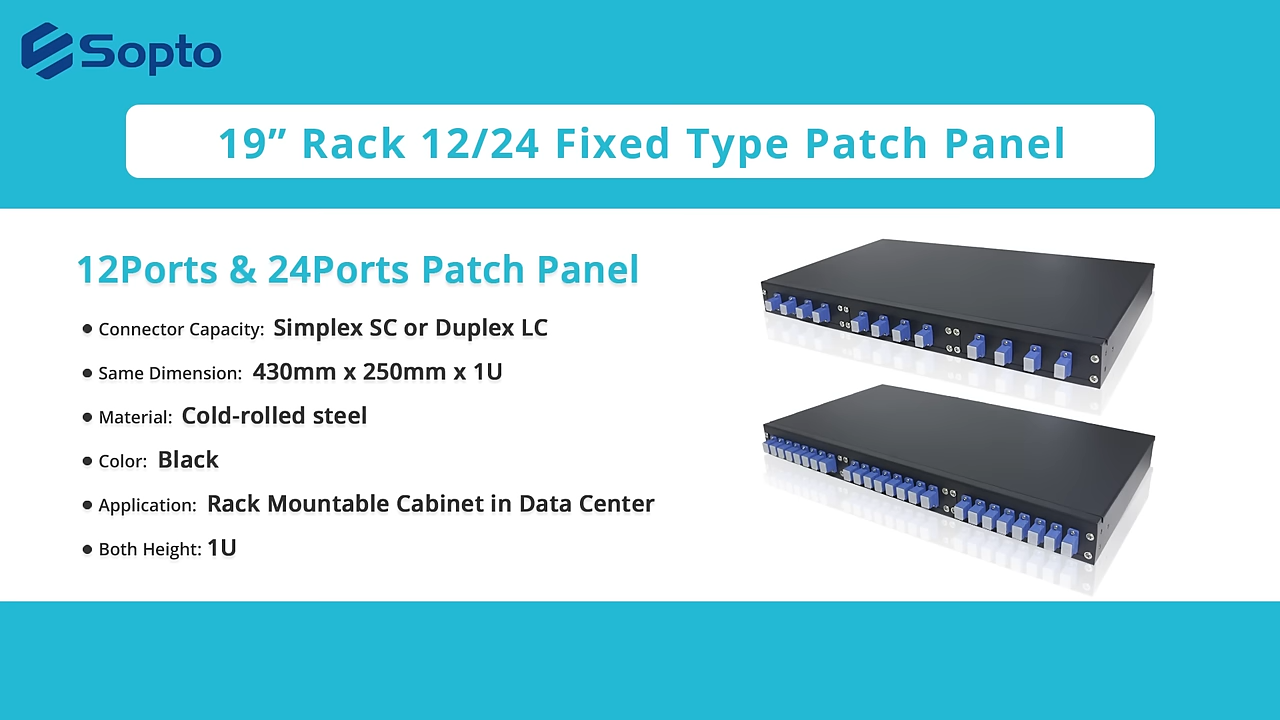 Sopto
19” Rack 12/24 Fixed Type Patch Panel
12Ports & 24Ports Patch Panel
● Connector Capacity: Simplex SC or Duplex LC
● Same Dimension: 430mm x 250mm x 1U
● Material: Cold-rolled steel
● Color: Black
● Application: Rack Mountable Cabinet in Data Center
● Both Height: 1U